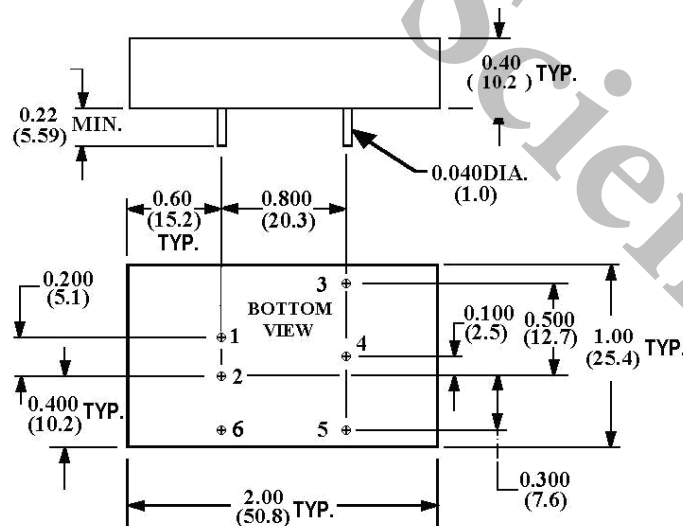 0.40
(10.2) TYP.
0.22
(5.59) MIN.
0.040DIA.
(1.0)
0.60
(15.2)
TYP.
0.800
(20.3)
0.200
(5.1)
BOTTOM
VIEW
3
1
4
2
6
5
0.100
(2.5)
0.500
(12.7)
1.00
(25.4) TYP.
0.400
(10.2) TYP.
0.300
(7.6)
2.00
(50.8) TYP.
Scien